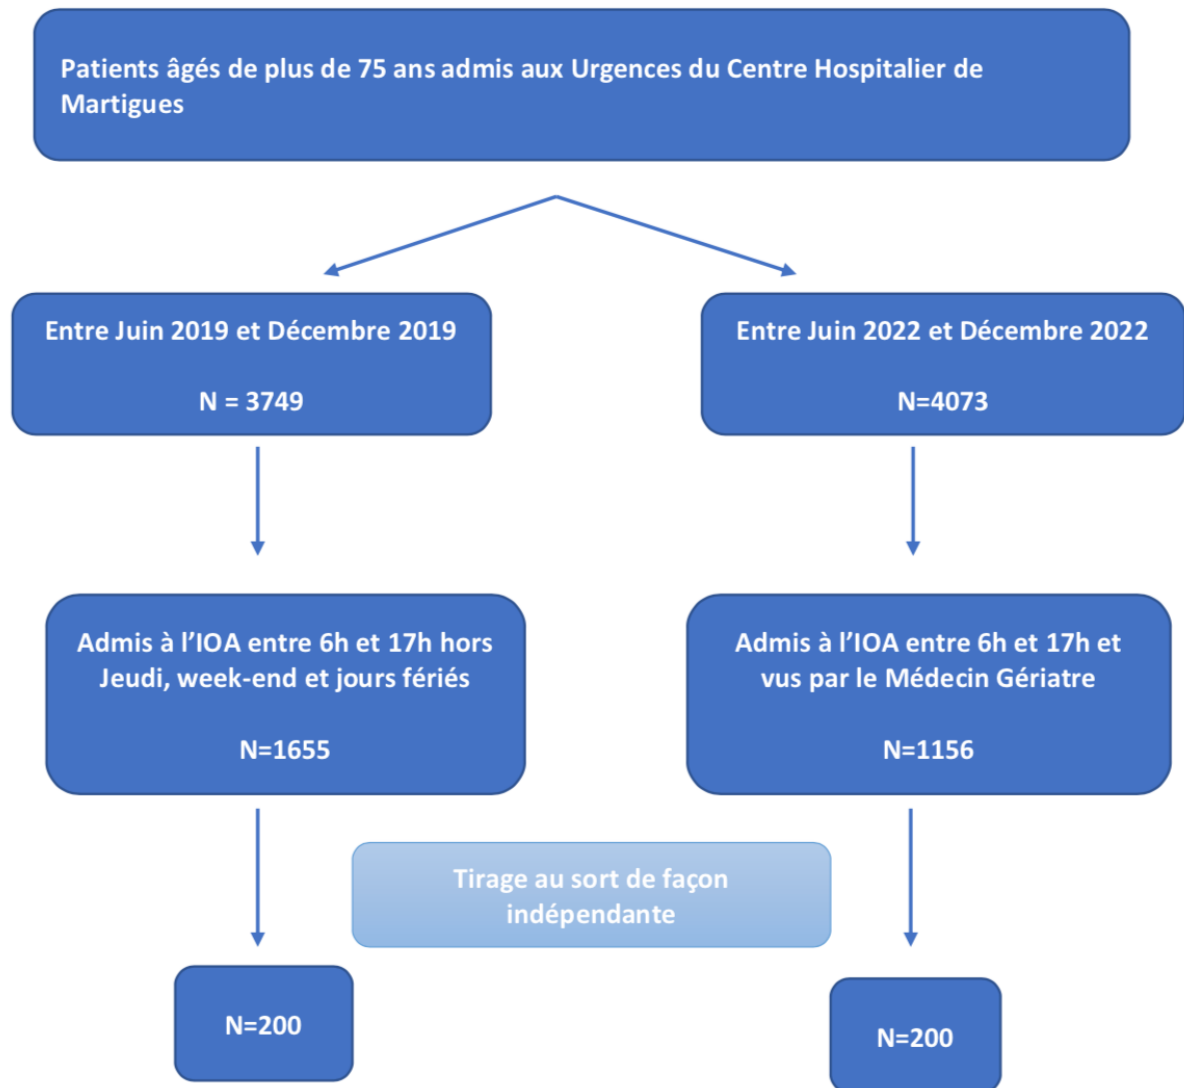 Patients âgés de plus de 75 ans admis aux Urgences du Centre Hospitalier de
Martigues
Entre Juin 2019 et Décembre 2019
N = 3749
Entre Juin 2022 et Décembre 2022
N=4073
Admis à l’IOA entre 6h et 17h hors
Jeudi, week-end et jours fériés
N=1655
Admis à l’IOA entre 6h et 17h et
vus par le Médecin Gériatre
N=1156
Tirage au sort de façon
indépendante
N=200
N=200